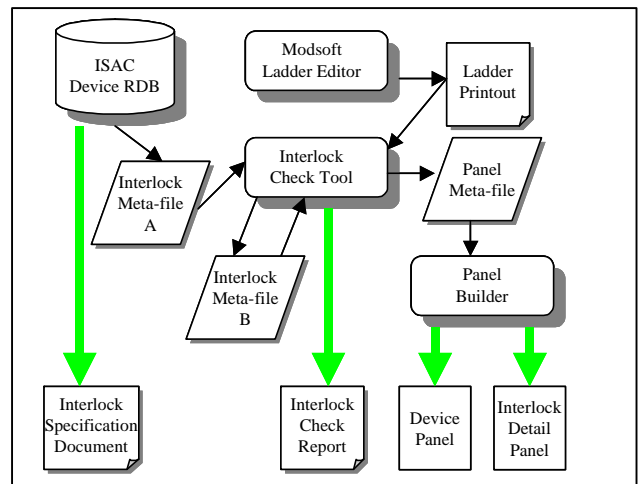 ISAC
Device RDB
Modsoft
Ladder Editor
Ladder
Printout
Interlock
Meta-file
A
Interlock
Check Tool
Panel
Meta-file
Interlock
Meta-file
B
Panel
Builder
Interlock
Specification
Document
Interlock
Check
Report
Device
Panel
Interlock
Detail
Panel